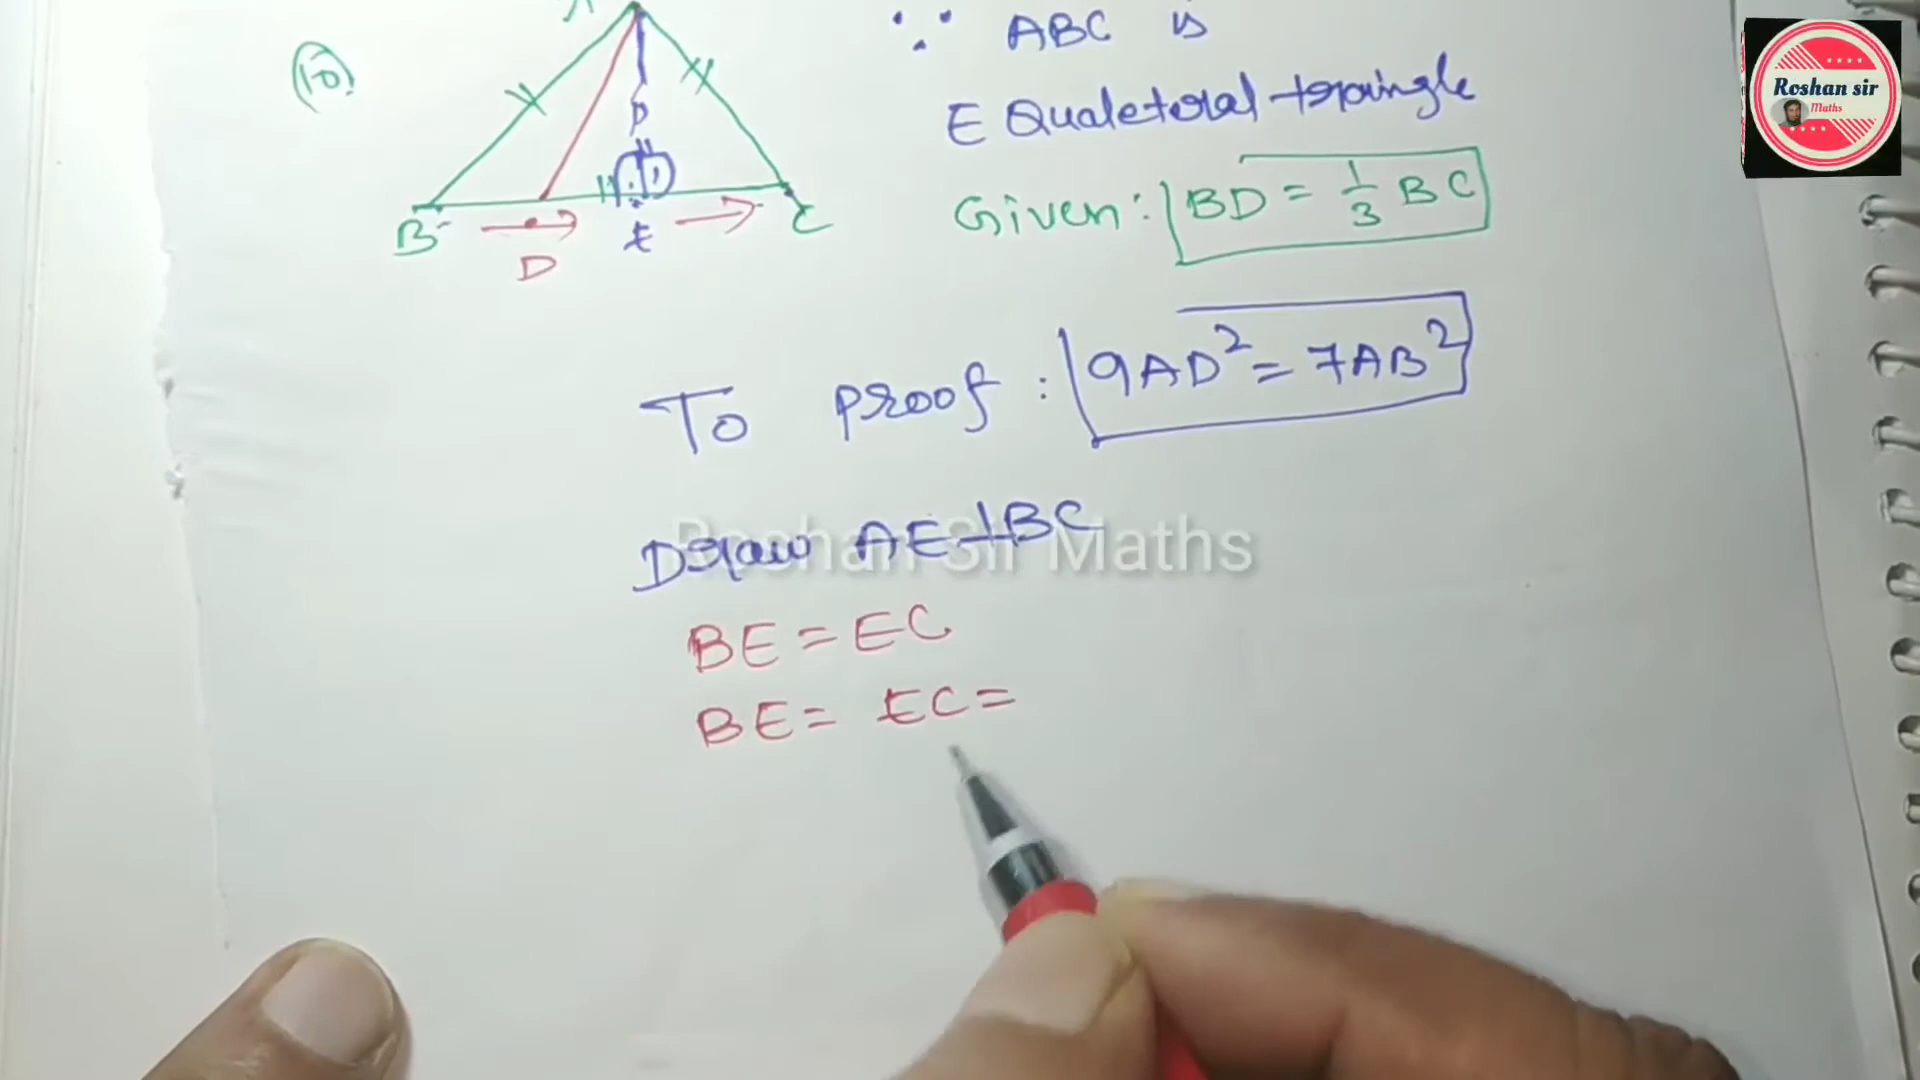 10
A
∵ ABC is
EQualetoral traingle
P
Given: BD = 1/3 BC
B
D
E
C
To proof: 9AD² = 7AB²
Draw AE⊥BC
BE = EC
BE = EC =
Roshan Sir Maths
Roshan sir
Maths